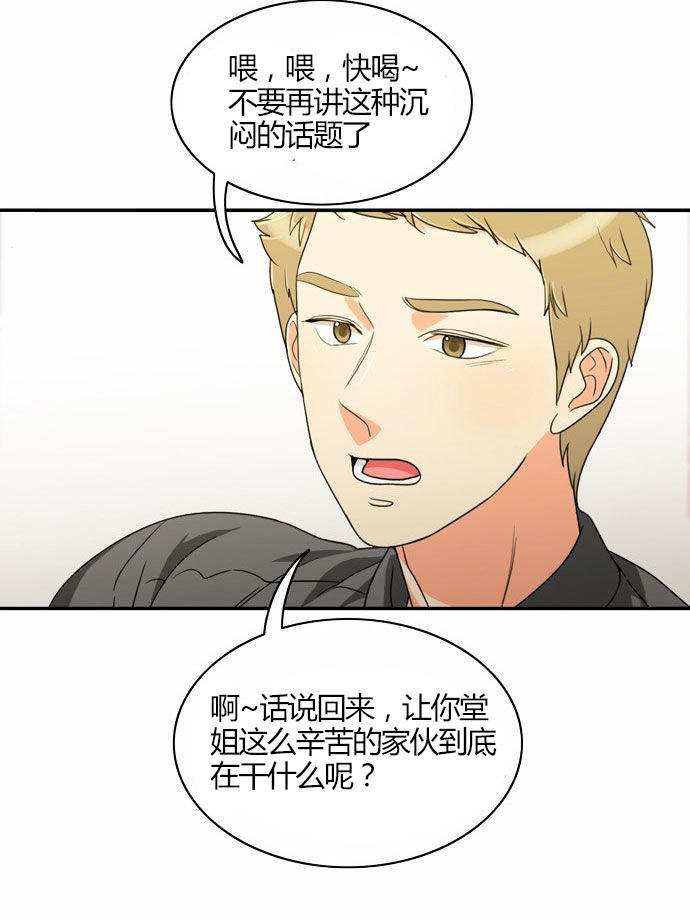 喂，喂，快喝~
不要再讲这种沉
闷的话题了
啊~话说回来，让你堂
姐这么辛苦的家伙到底
在干什么呢？